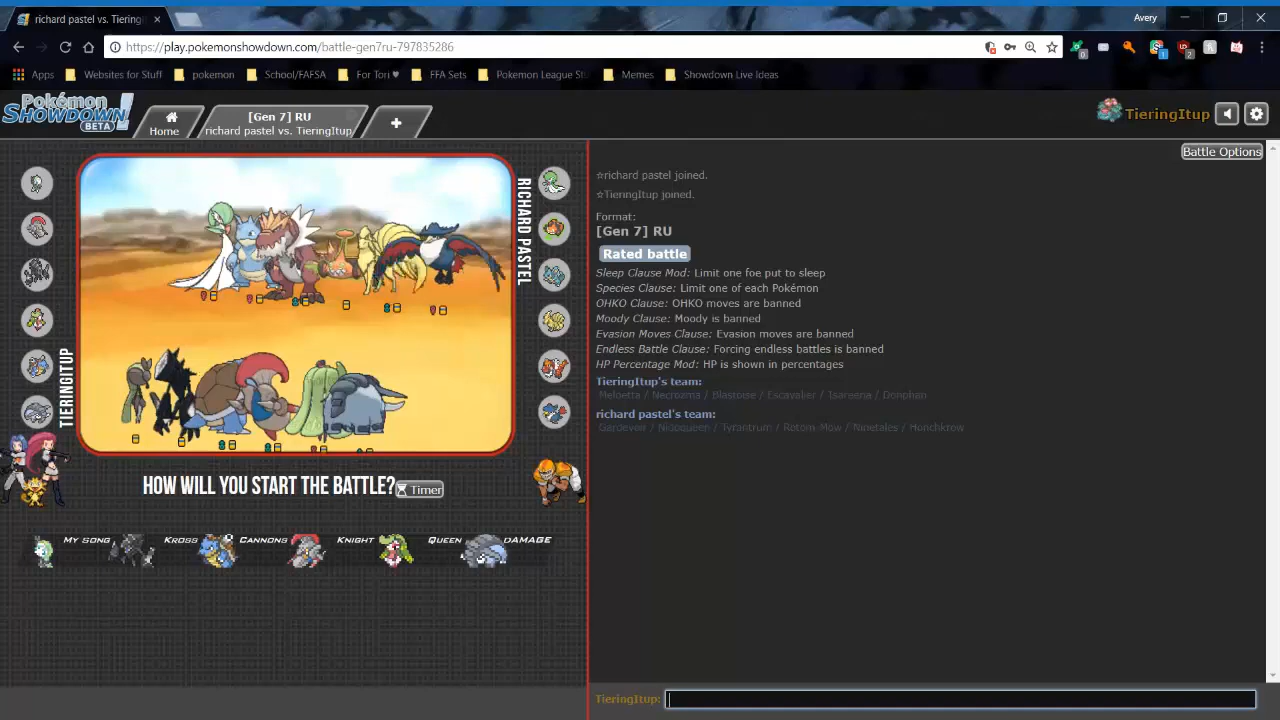 richard pastel vs. Tiering
Avery
https://play.pokemonshowdown.com/battle-gen7ru-797835286
Apps Websites for Stuff pokemon School/FAFSA For Tori ♥ FFA Sets Pokemon League Stu Memes Showdown Live Ideas
Pokémon
SHOWDOWN!
BETA
Home
[Gen 7] RU
richard pastel vs. TieringItup
TieringItup
Battle Options
☆richard pastel joined.
☆TieringItup joined.
Format:
[Gen 7] RU
Rated battle
Sleep Clause Mod: Limit one foe put to sleep
Species Clause: Limit one of each Pokémon
OHKO Clause: OHKO moves are banned
Moody Clause: Moody is banned
Evasion Moves Clause: Evasion moves are banned
Endless Battle Clause: Forcing endless battles is banned
HP Percentage Mod: HP is shown in percentages
TieringItup's team:
Meloetta / Necrozma / Blastoise / Escavalier / Tsareena / Donphan
richard pastel's team:
Gardevoir / Nidoqueen / Tyrantrum / Rotom-Mow / Ninetales / Honchkrow
TIERINGITUP
RICHARD PASTEL
HOW WILL YOU START THE BATTLE?
Timer
MY SONG KROSS CANNONS KNIGHT QUEEN DAMAGE
TieringItup: